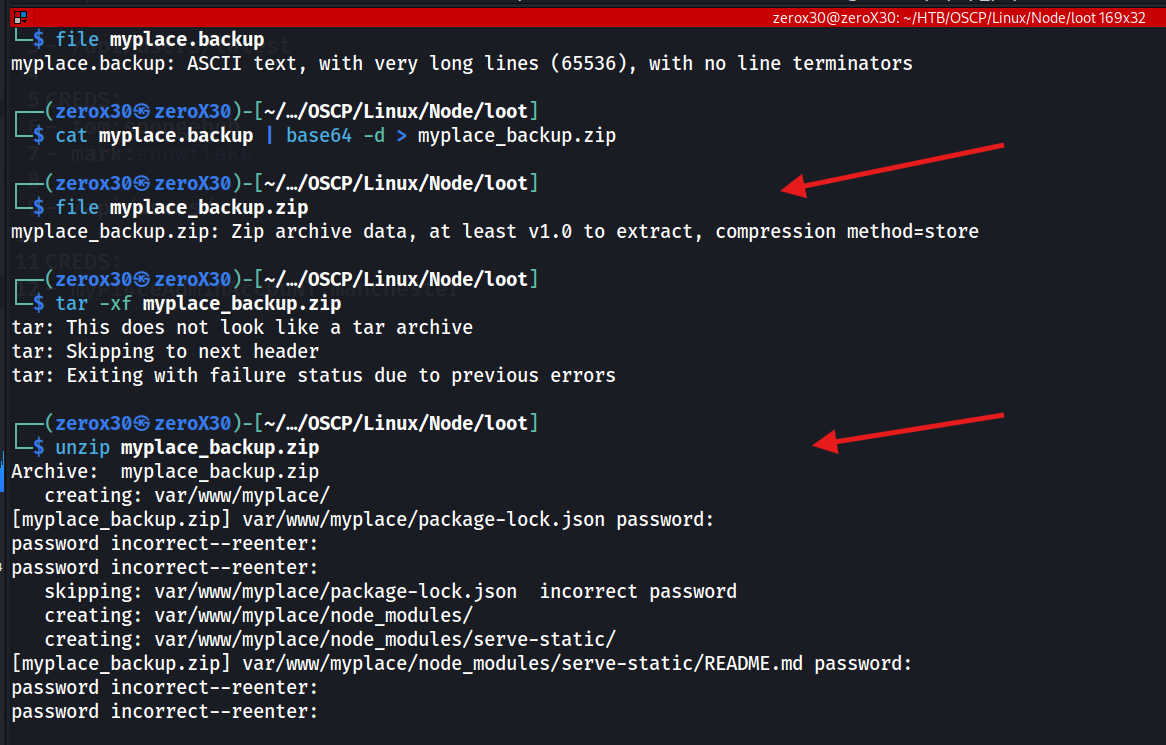 zerox30@zeroX30: ~/HTB/OSCP/Linux/Node/loot 169x32
└─$ file myplace.backup
myplace.backup: ASCII text, with very long lines (65536), with no line terminators
┌──(zerox30㉿zeroX30)-[~/…/OSCP/Linux/Node/loot]
└─$ cat myplace.backup | base64 -d > myplace_backup.zip
┌──(zerox30㉿zeroX30)-[~/…/OSCP/Linux/Node/loot]
└─$ file myplace_backup.zip
myplace_backup.zip: Zip archive data, at least v1.0 to extract, compression method=store
┌──(zerox30㉿zeroX30)-[~/…/OSCP/Linux/Node/loot]
└─$ tar -xf myplace_backup.zip
tar: This does not look like a tar archive
tar: Skipping to next header
tar: Exiting with failure status due to previous errors
┌──(zerox30㉿zeroX30)-[~/…/OSCP/Linux/Node/loot]
└─$ unzip myplace_backup.zip
Archive:  myplace_backup.zip
   creating: var/www/myplace/
[myplace_backup.zip] var/www/myplace/package-lock.json password:
password incorrect--reenter:
password incorrect--reenter:
   skipping: var/www/myplace/package-lock.json  incorrect password
   creating: var/www/myplace/node_modules/
   creating: var/www/myplace/node_modules/serve-static/
[myplace_backup.zip] var/www/myplace/node_modules/serve-static/README.md password:
password incorrect--reenter:
password incorrect--reenter: